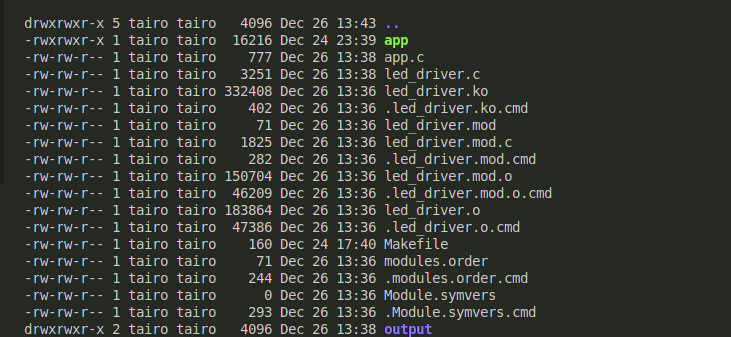 drwxrwxr-x 5 tairo tairo   4096 Dec 26 13:43 ..
-rwxrwxr-x 1 tairo tairo  16216 Dec 24 23:39 app
-rw-rw-r-- 1 tairo tairo    777 Dec 26 13:38 app.c
-rw-rw-r-- 1 tairo tairo   3251 Dec 26 13:38 led_driver.c
-rw-rw-r-- 1 tairo tairo 332408 Dec 26 13:36 led_driver.ko
-rw-rw-r-- 1 tairo tairo    402 Dec 26 13:36 .led_driver.ko.cmd
-rw-rw-r-- 1 tairo tairo     71 Dec 26 13:36 led_driver.mod
-rw-rw-r-- 1 tairo tairo   1825 Dec 26 13:36 led_driver.mod.c
-rw-rw-r-- 1 tairo tairo    282 Dec 26 13:36 .led_driver.mod.cmd
-rw-rw-r-- 1 tairo tairo 150704 Dec 26 13:36 led_driver.mod.o
-rw-rw-r-- 1 tairo tairo  46209 Dec 26 13:36 .led_driver.mod.o.cmd
-rw-rw-r-- 1 tairo tairo 183864 Dec 26 13:36 led_driver.o
-rw-rw-r-- 1 tairo tairo  47386 Dec 26 13:36 .led_driver.o.cmd
-rw-rw-r-- 1 tairo tairo    160 Dec 24 17:40 Makefile
-rw-rw-r-- 1 tairo tairo     71 Dec 26 13:36 modules.order
-rw-rw-r-- 1 tairo tairo    244 Dec 26 13:36 .modules.order.cmd
-rw-rw-r-- 1 tairo tairo      0 Dec 26 13:36 Module.symvers
-rw-rw-r-- 1 tairo tairo    293 Dec 26 13:36 .Module.symvers.cmd
drwxrwxr-x 2 tairo tairo   4096 Dec 26 13:38 output